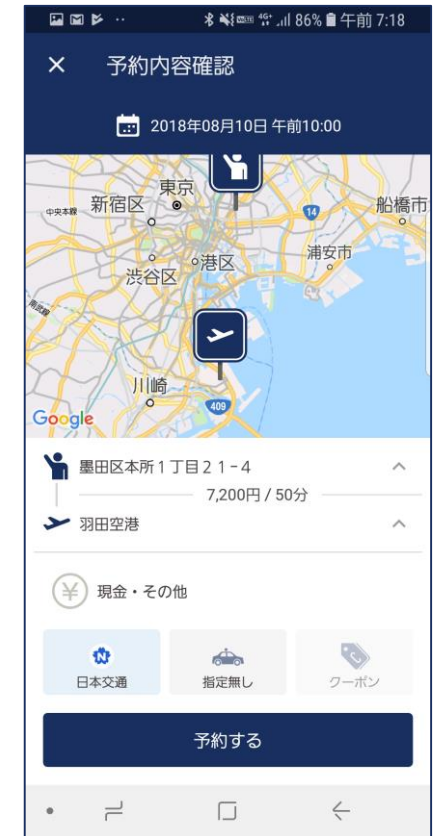 86% 午前 7:18
予約内容確認
2018年08月10日 午前10:00
東京
中央本線
新宿区
14
船橋市
渋谷区
港区
浦安市
川崎
409
Google
墨田区本所1丁目21-4
7,200円 / 50分
羽田空港
現金・その他
日本交通
指定無し
クーポン
予約する